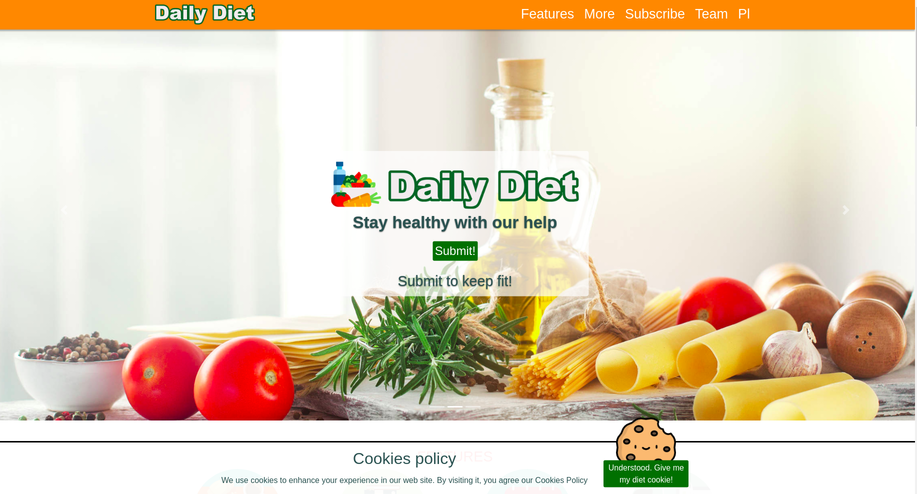 Daily Diet
Features More Subscribe Team Pl
Daily Diet
Stay healthy with our help
Submit!
Submit to keep fit!
Cookies policy
We use cookies to enhance your experience in our web site. By visiting it, you agree our Cookies Policy
Understood. Give me
my diet cookie!